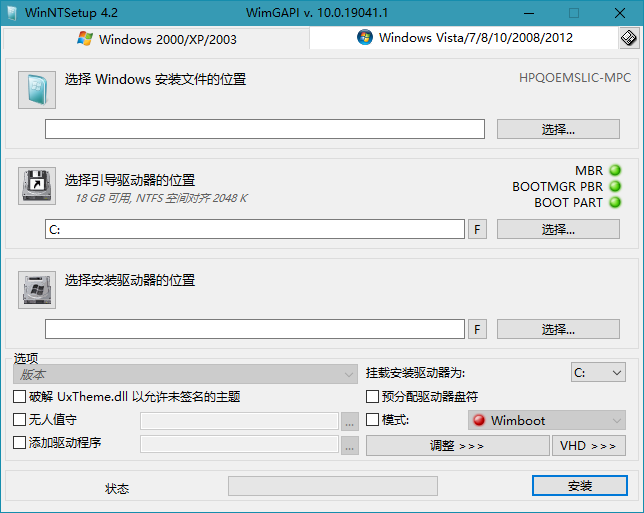 WinNTSetup 4.2
WimGAPI v. 10.0.19041.1
Windows 2000/XP/2003
Windows Vista/7/8/10/2008/2012
选择 Windows 安装文件的位置
HPQOEMSLIC-MPC
选择...
选择引导驱动器的位置
18 GB 可用, NTFS 空间对齐 2048 K
MBR
BOOTMGR PBR
BOOT PART
C:
F
选择...
选择安装驱动器的位置
F
选择...
选项
版本
挂载安装驱动器为:
C:
破解 UxTheme.dll 以允许未签名的主题
预分配驱动器盘符
无人值守
...
模式:
Wimboot
添加驱动程序
...
调整 >>>
VHD >>>
状态
安装